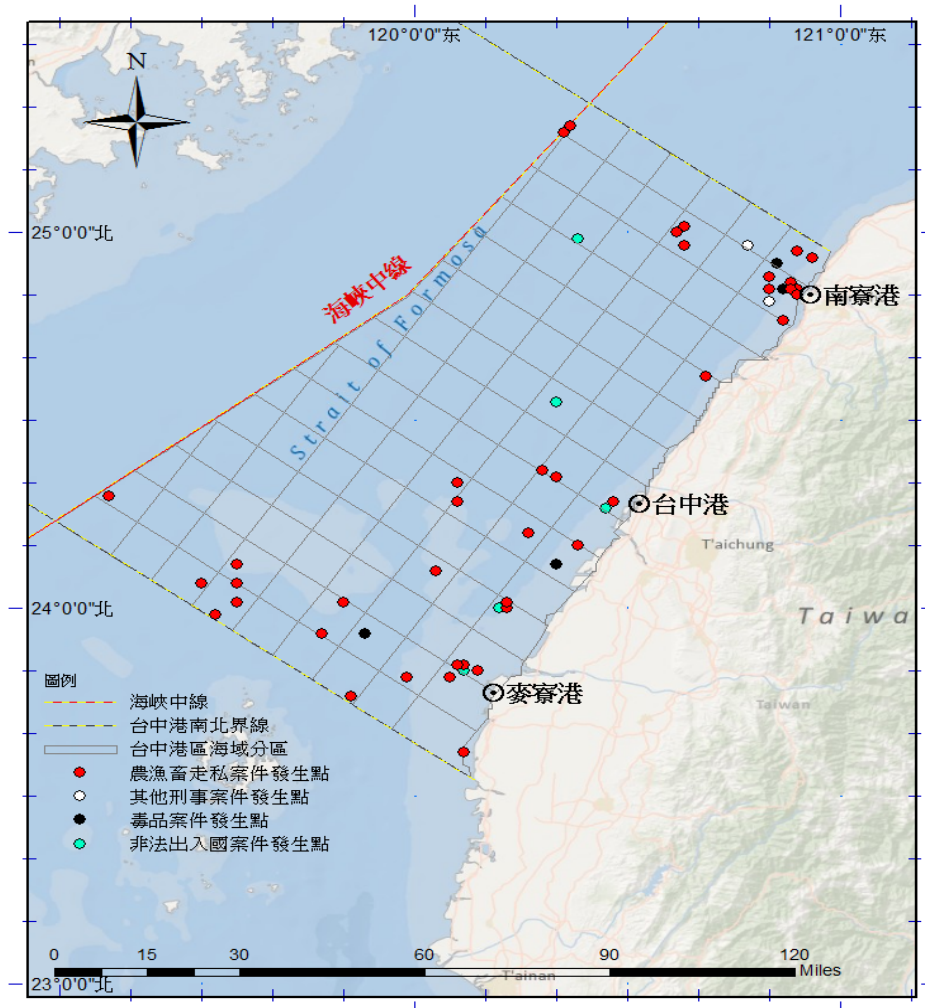 120°0'0"东
121°0'0"东
N
25°0'0"北
海峽中線
Strait of Formosa
南寮港
台中港
T'aichung
24°0'0"北
Taiwa
圖例
海峽中線
台中港南北界線
台中港區海域分區
農漁畜走私案件發生點
其他刑事案件發生點
毒品案件發生點
非法出入國案件發生點
麥寮港
Taiwan
0 15 30 60 90 120
Miles
T'ainan
23°0'0"北